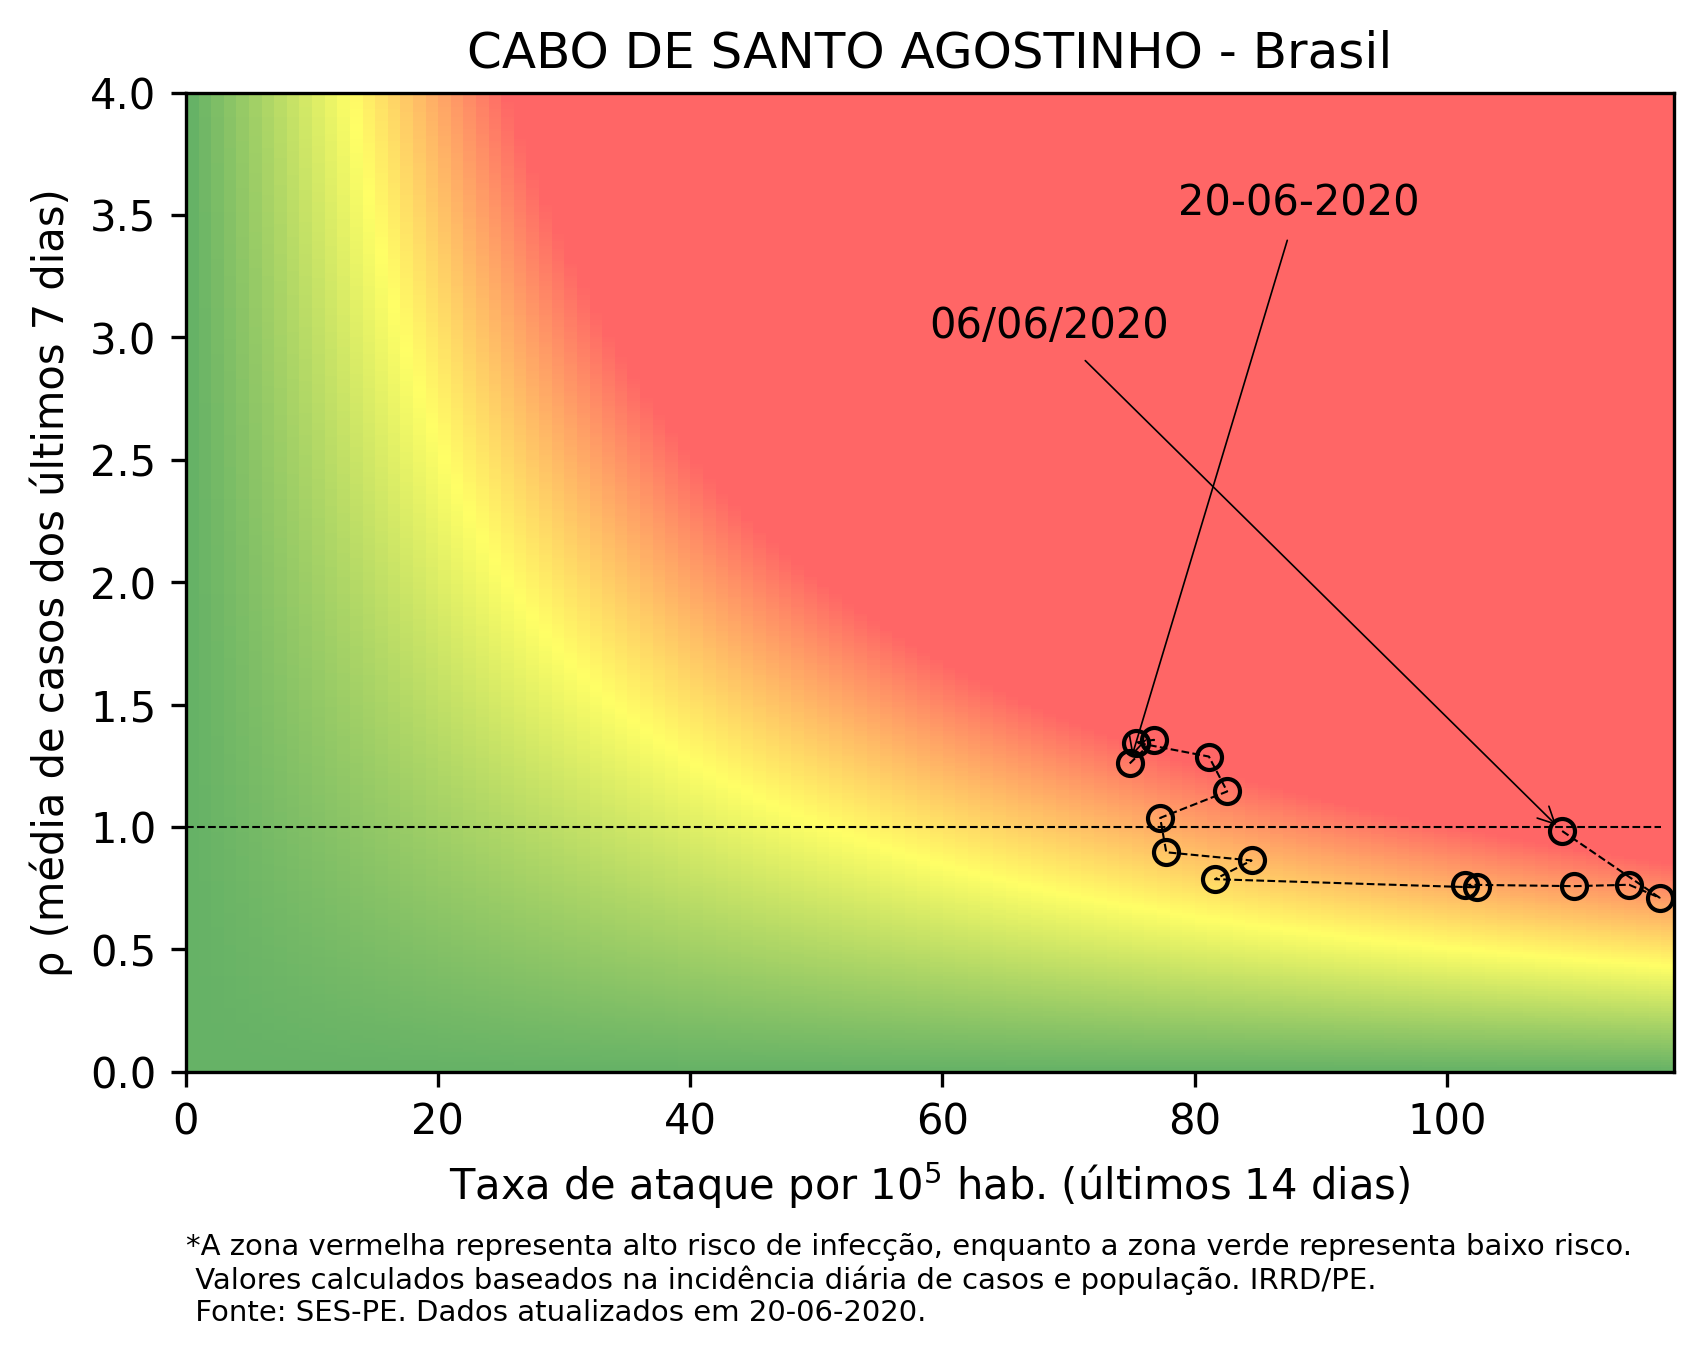 CABO DE SANTO AGOSTINHO - Brasil
ρ (média de casos dos últimos 7 dias)
4.0
3.5
3.0
2.5
2.0
1.5
1.0
0.5
0.0
20-06-2020
06/06/2020
0 20 40 60 80 100
Taxa de ataque por 10⁵ hab. (últimos 14 dias)
*A zona vermelha representa alto risco de infecção, enquanto a zona verde representa baixo risco.
Valores calculados baseados na incidência diária de casos e população. IRRD/PE.
Fonte: SES-PE. Dados atualizados em 20-06-2020.